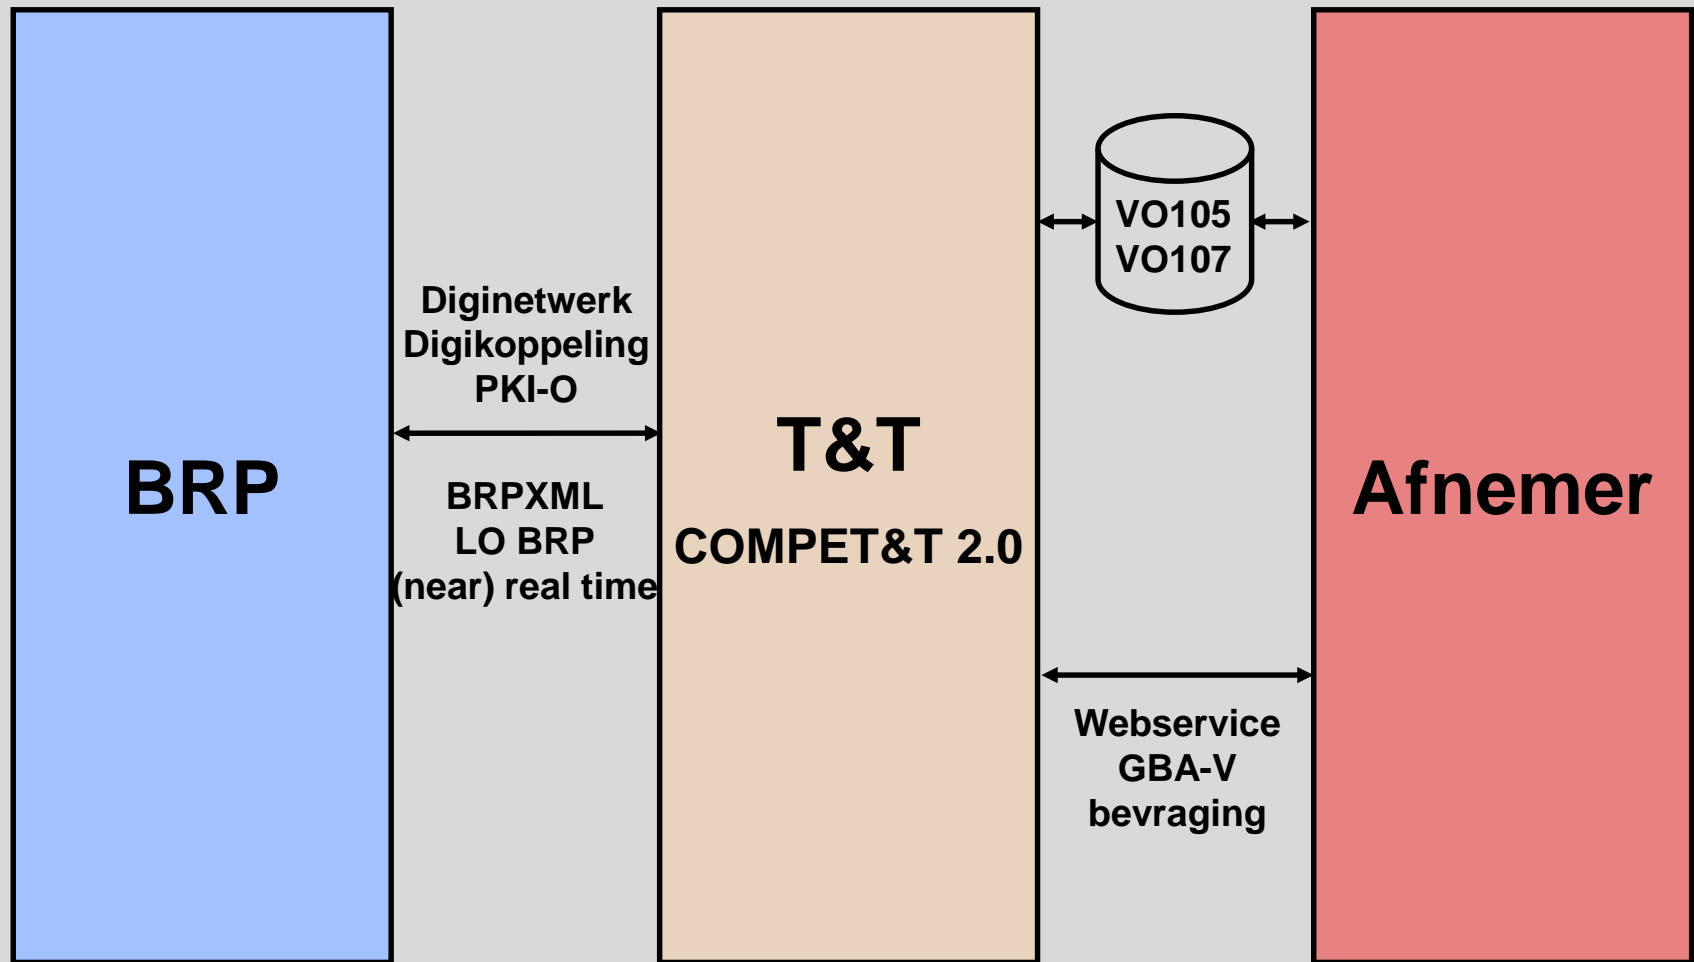 BRP
Diginetwerk
Digikoppeling
PKI-O
BRPXML
LO BRP
(near) real time
T&T
COMPET&T 2.0
VO105
VO107
Webservice
GBA-V
bevraging
Afnemer